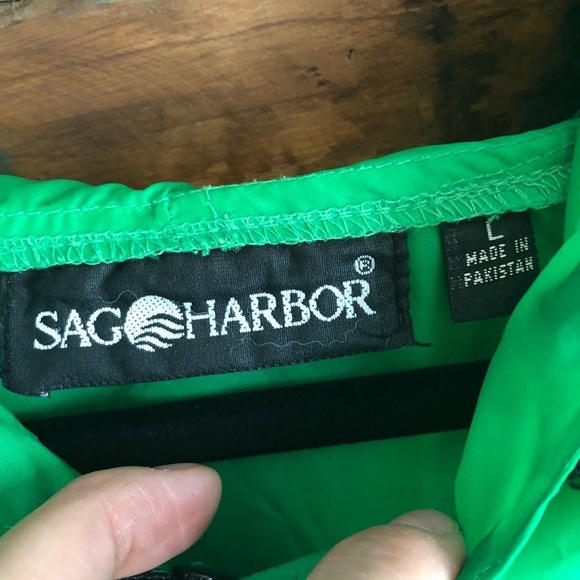 SAG HARBOR®
L
MADE IN
PAKISTAN